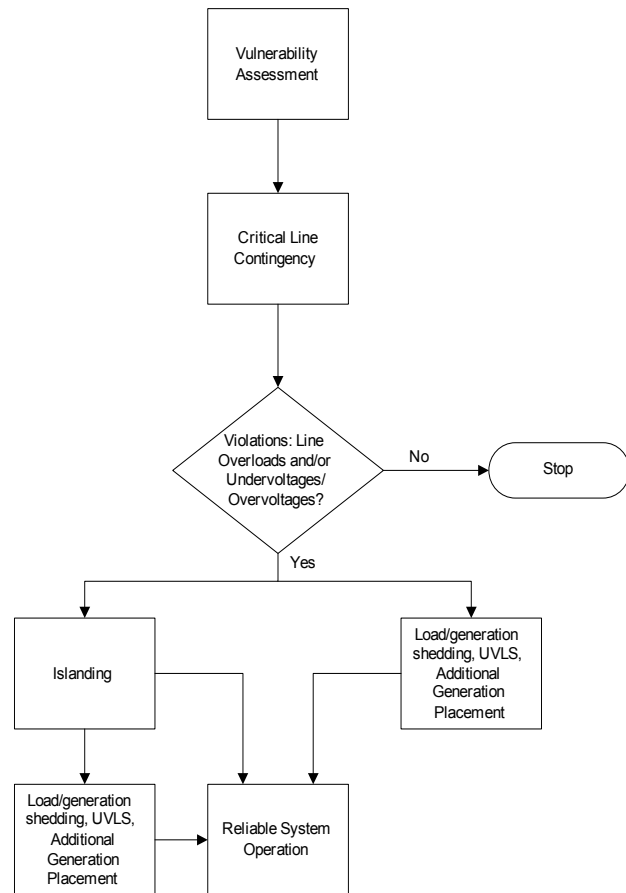 Vulnerability
Assessment
Critical Line
Contingency
Violations: Line
Overloads and/or
Undervoltages/
Overvoltages?
No
Stop
Yes
Islanding
Load/generation
shedding, UVLS,
Additional
Generation
Placement
Load/generation
shedding, UVLS,
Additional
Generation
Placement
Reliable System
Operation